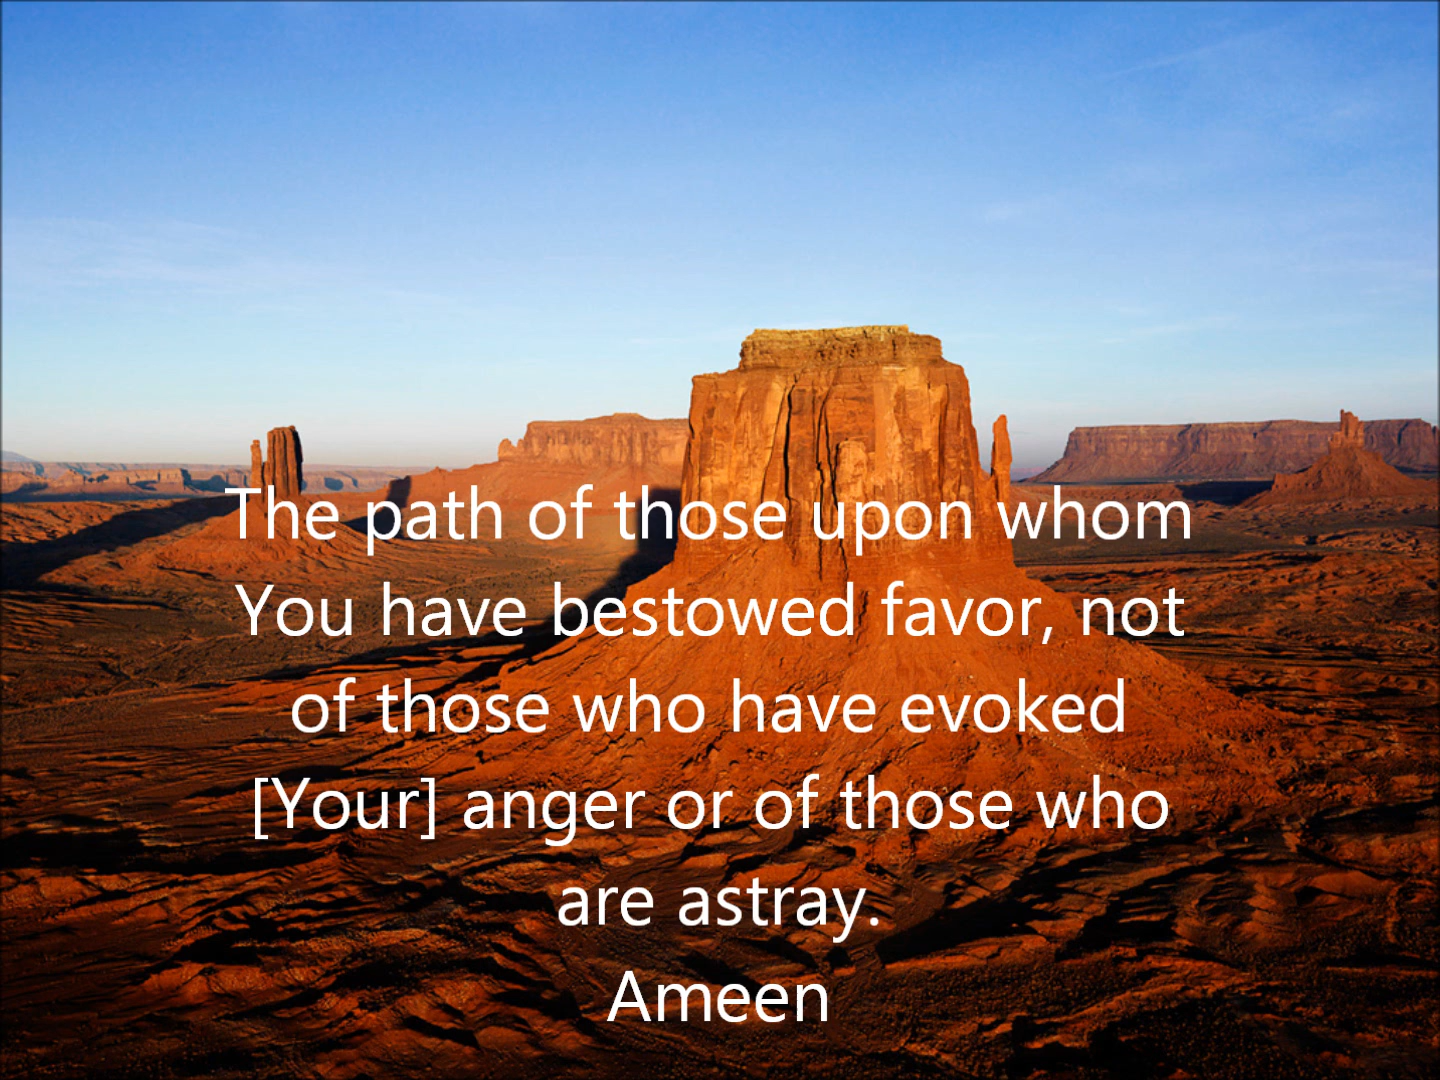 The path of those upon whom
You have bestowed favor, not
of those who have evoked
[Your] anger or of those who
are astray.
Ameen